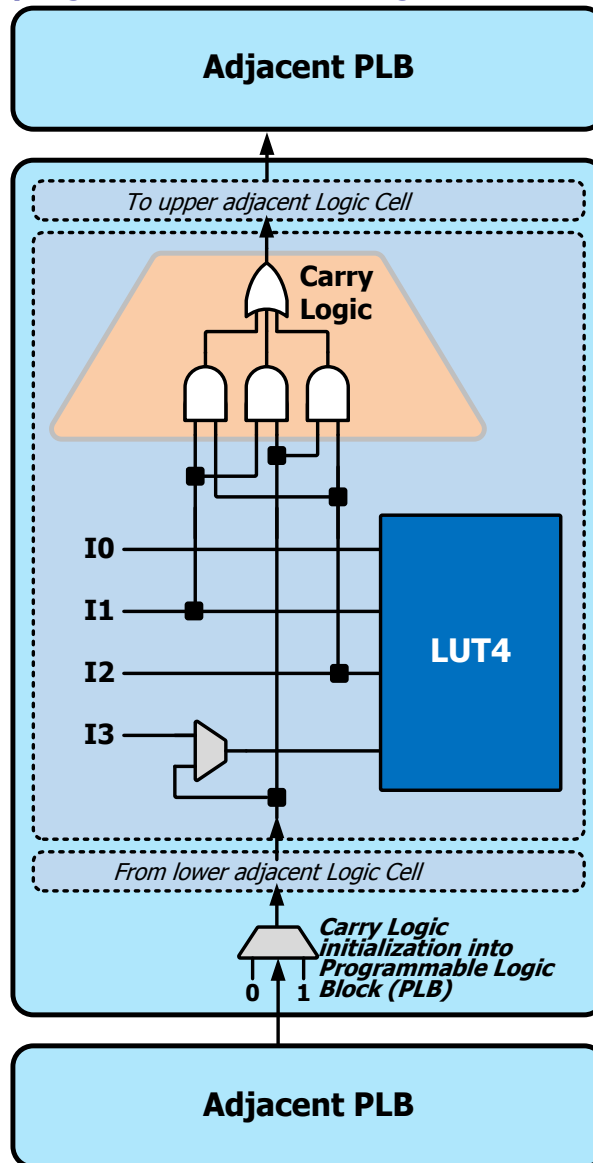 Adjacent PLB
To upper adjacent Logic Cell
Carry
Logic
I0
I1
LUT4
I2
I3
From lower adjacent Logic Cell
Carry Logic
initialization into
Programmable Logic
Block (PLB)
0 1
Adjacent PLB